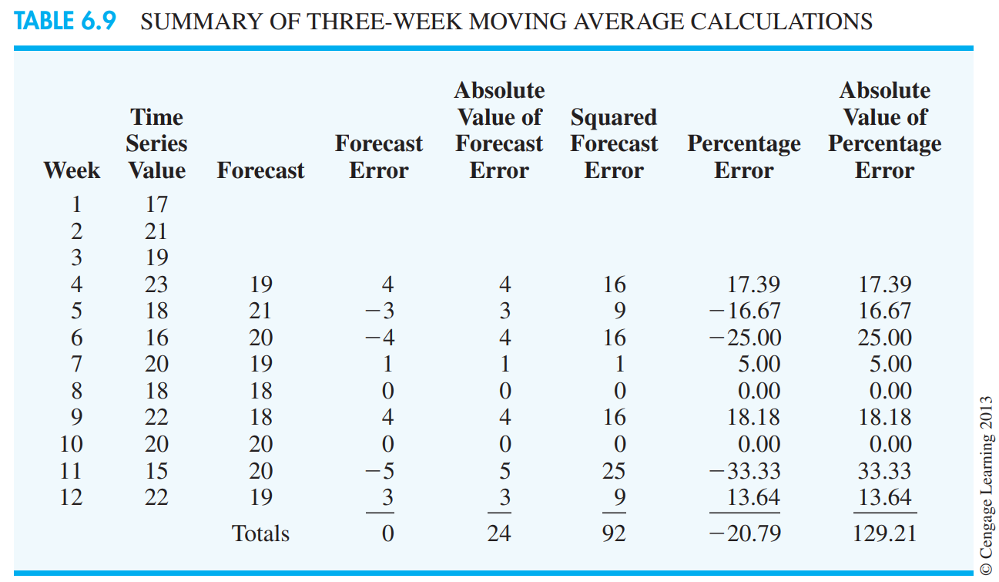 TABLE 6.9 SUMMARY OF THREE-WEEK MOVING AVERAGE CALCULATIONS
Absolute Absolute
Time Value of Squared Value of
Series Forecast Forecast Forecast Percentage Percentage
Week Value Forecast Error Error Error Error Error
1 17
2 21
3 19
4 23 19 4 4 16 17.39 17.39
5 18 21 −3 3 9 −16.67 16.67
6 16 20 −4 4 16 −25.00 25.00
7 20 19 1 1 1 5.00 5.00
8 18 18 0 0 0 0.00 0.00
9 22 18 4 4 16 18.18 18.18
10 20 20 0 0 0 0.00 0.00
11 15 20 −5 5 25 −33.33 33.33
12 22 19 3 3 9 13.64 13.64
Totals 0 24 92 −20.79 129.21
© Cengage Learning 2013